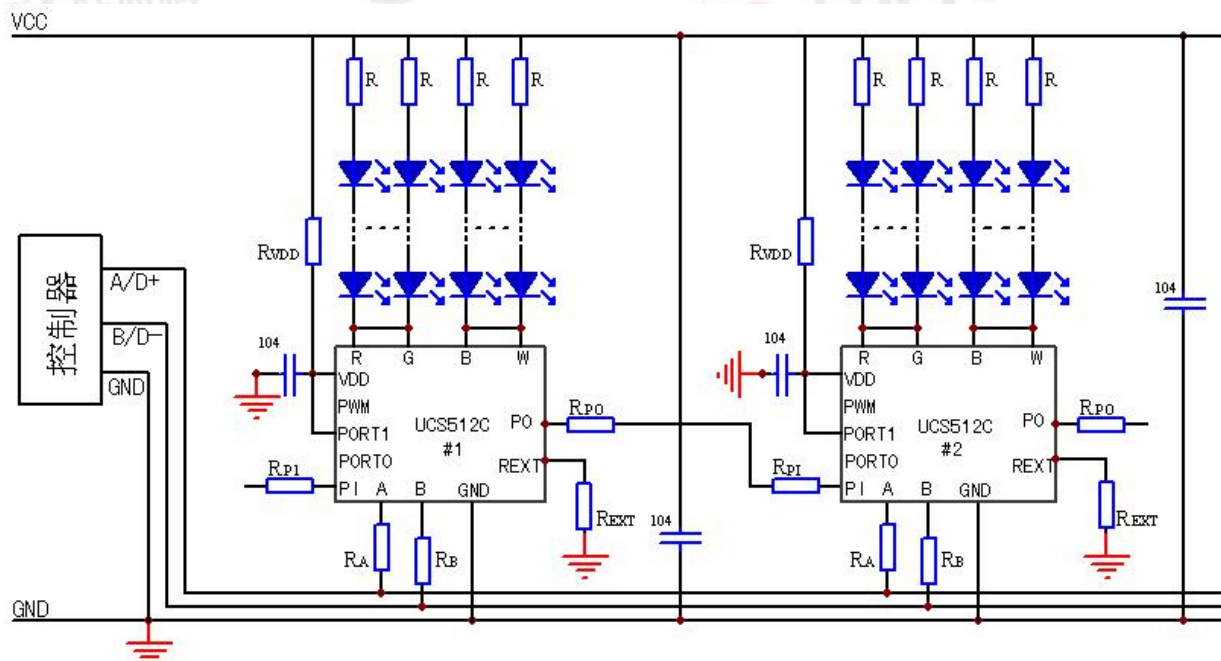 VCC
R R R R
R R R R
RVDD
RVDD
控制器
A/D+
B/D-
GND
104
R G B W
VDD
PWM
PORT1
PORT0
UCS512C
#1
PO
REXT
PI A B GND
RPI
RPO
RA
RB
REXT
104
104
R G B W
VDD
PWM
PORT1
PORT0
UCS512C
#2
PO
REXT
PI A B GND
RPI
RPO
RA
RB
REXT
104
GND